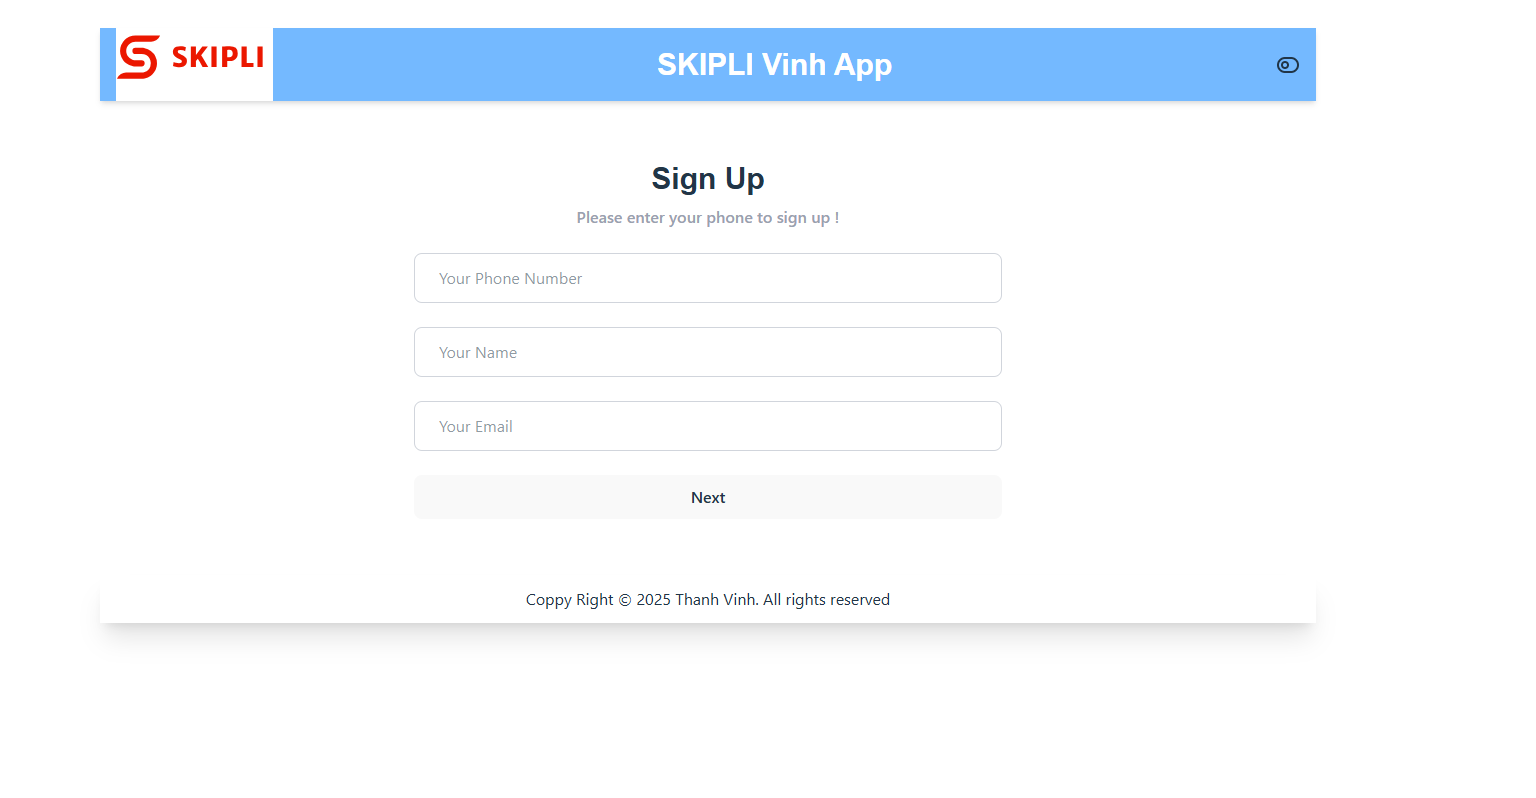 SKIPLI
SKIPLI Vinh App
Sign Up
Please enter your phone to sign up !
Your Phone Number
Your Name
Your Email
Next
Coppy Right © 2025 Thanh Vinh. All rights reserved